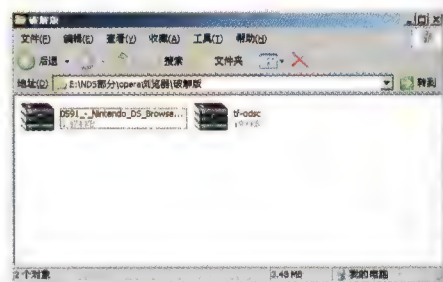 破解版
文件(F) 编辑(E) 查看(V) 收藏(A) 工具(T) 帮助(H)
后退 搜索 文件夹
地址(D) E:\NDS部分\opera浏览器\破解版 转到
0591_-_Nintendo_DS_Browse... tf-odsc
2 个对象 2.43 MB 我的电脑